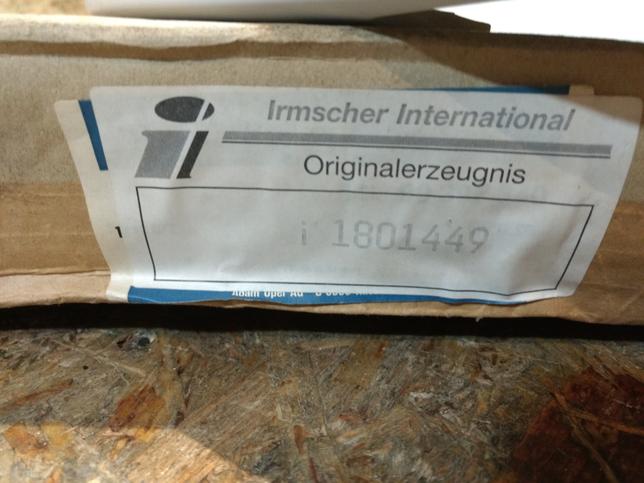 Irmscher International
Originalerzeugnis
i 1801449
1
Adam Opel AG